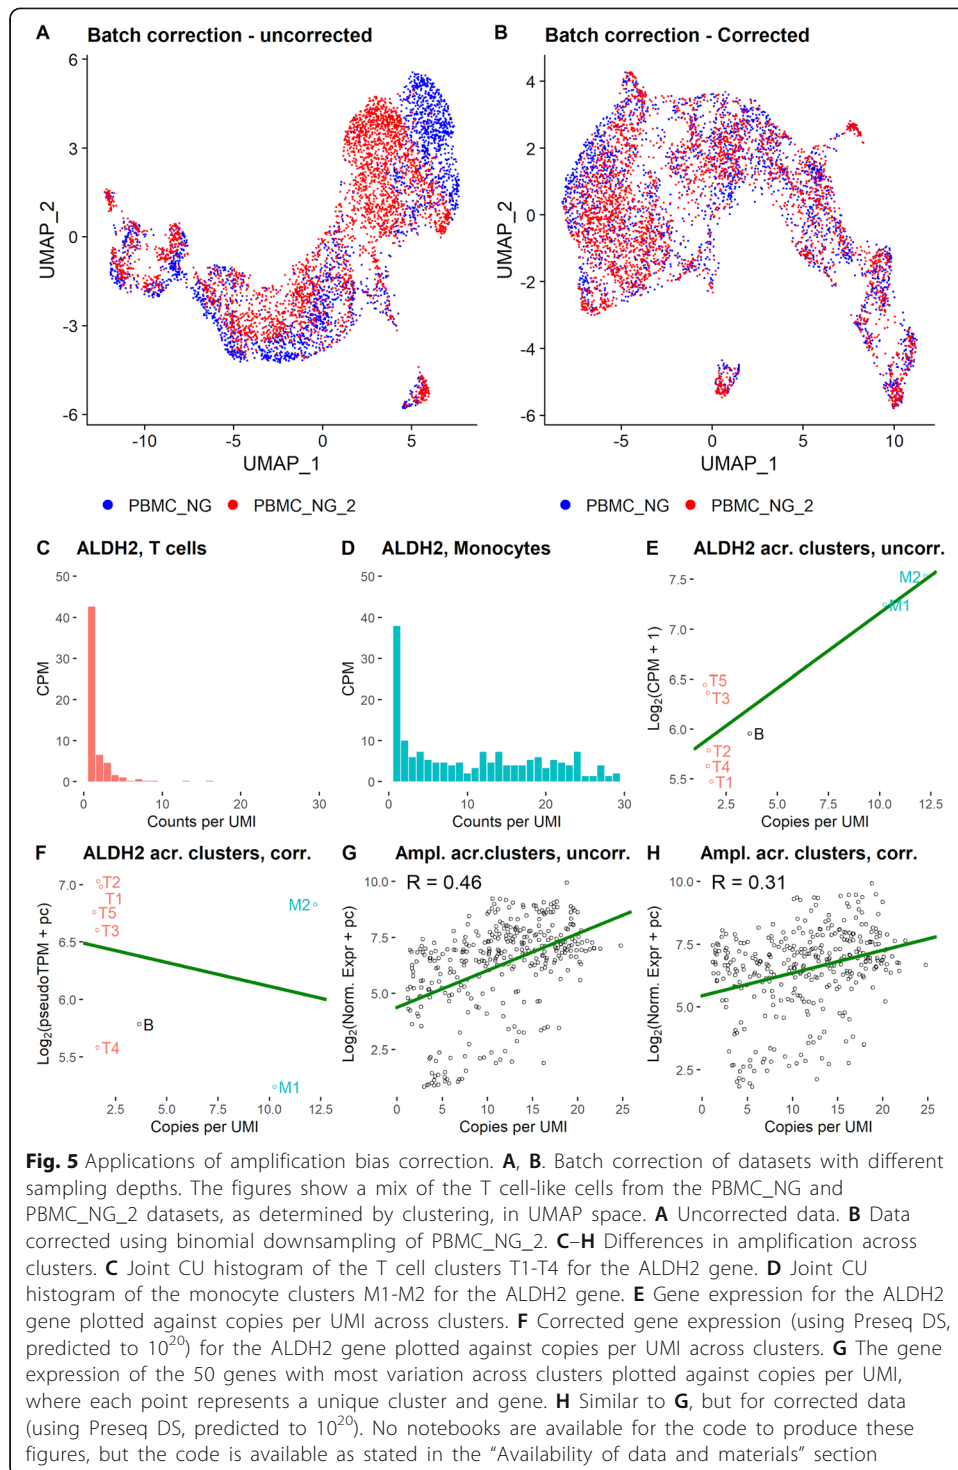 A Batch correction - uncorrected
6
3
0
-3
-6
UMAP_2
-10 -5 0 5
UMAP_1
PBMC_NG PBMC_NG_2
B Batch correction - Corrected
4
2
0
-2
-4
-6
UMAP_2
-5 0 5 10
UMAP_1
PBMC_NG PBMC_NG_2
C ALDH2, T cells
50
40
30
20
10
0
CPM
0 10 20 30
Counts per UMI
D ALDH2, Monocytes
50
40
30
20
10
0
CPM
0 10 20 30
Counts per UMI
E ALDH2 acr. clusters, uncorr.
7.5
7.0
6.5
6.0
5.5
Log₂(CPM + 1)
M2
M1
T5
T3
B
T2
T4
T1
2.5 5.0 7.5 10.0 12.5
Copies per UMI
F ALDH2 acr. clusters, corr.
7.0
6.5
6.0
5.5
Log₂(pseudoTPM + pc)
T2
T1
T5
T3
M2
B
T4
M1
2.5 5.0 7.5 10.0 12.5
Copies per UMI
G Ampl. acr.clusters, uncorr.
R = 0.46
10.0
7.5
5.0
2.5
Log₂(Norm. Expr + pc)
0 5 10 15 20 25
Copies per UMI
H Ampl. acr. clusters, corr.
R = 0.31
10.0
7.5
5.0
2.5
Log₂(Norm. Expr + pc)
0 5 10 15 20 25
Copies per UMI
Fig. 5 Applications of amplification bias correction. A, B. Batch correction of datasets with different
sampling depths. The figures show a mix of the T cell-like cells from the PBMC_NG and
PBMC_NG_2 datasets, as determined by clustering, in UMAP space. A Uncorrected data. B Data
corrected using binomial downsampling of PBMC_NG_2. C–H Differences in amplification across
clusters. C Joint CU histogram of the T cell clusters T1-T4 for the ALDH2 gene. D Joint CU
histogram of the monocyte clusters M1-M2 for the ALDH2 gene. E Gene expression for the ALDH2
gene plotted against copies per UMI across clusters. F Corrected gene expression (using Preseq DS,
predicted to 10²⁰) for the ALDH2 gene plotted against copies per UMI across clusters. G The gene
expression of the 50 genes with most variation across clusters plotted against copies per UMI,
where each point represents a unique cluster and gene. H Similar to G, but for corrected data
(using Preseq DS, predicted to 10²⁰). No notebooks are available for the code to produce these
figures, but the code is available as stated in the “Availability of data and materials” section